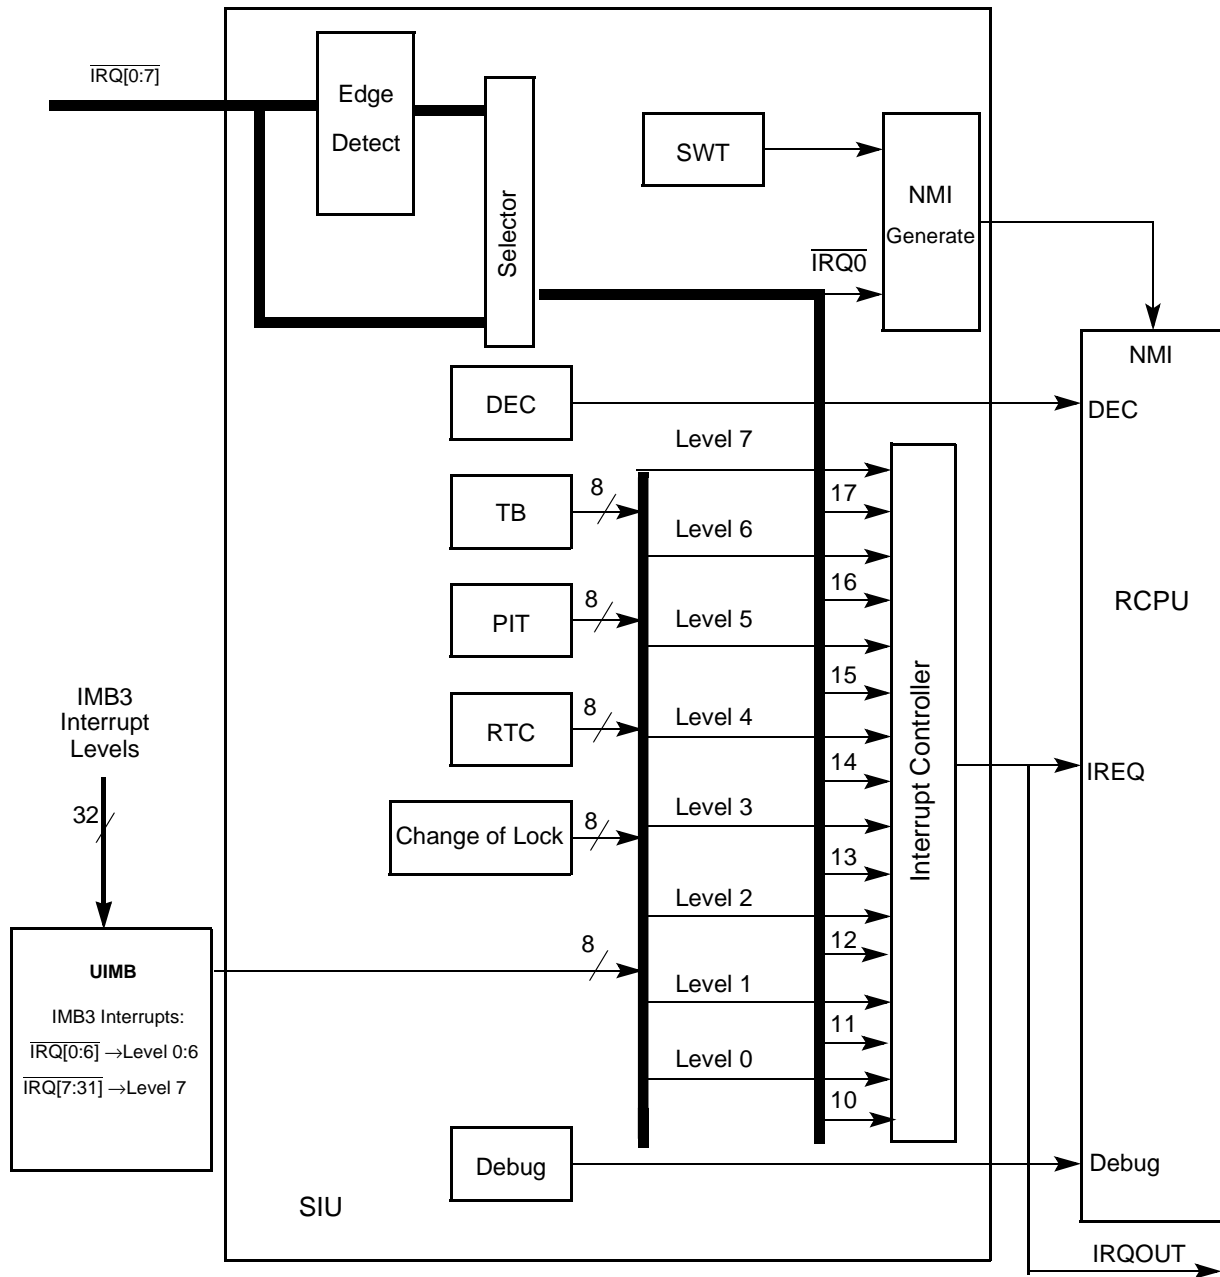 IRQ[0:7]
Edge
Detect
Selector
SWT
NMI
Generate
IRQ0
NMI
DEC
DEC
Level 7
8
TB
17
Level 6
16
8
PIT
Level 5
RCPU
15
IMB3
Interrupt
Levels
8
RTC
Level 4
14
Interrupt Controller
IREQ
32
Change of Lock
8
Level 3
13
Level 2
12
8
UIMB
IMB3 Interrupts:
IRQ[0:6] →Level 0:6
IRQ[7:31] →Level 7
Level 1
11
Level 0
10
Debug
Debug
SIU
IRQOUT